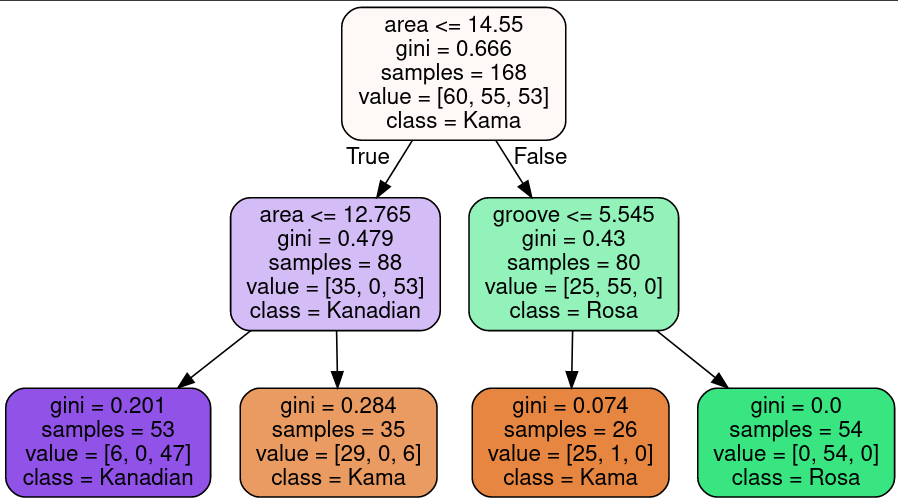 area <= 14.55
gini = 0.666
samples = 168
value = [60, 55, 53]
class = Kama
True
False
area <= 12.765
gini = 0.479
samples = 88
value = [35, 0, 53]
class = Kanadian
groove <= 5.545
gini = 0.43
samples = 80
value = [25, 55, 0]
class = Rosa
gini = 0.201
samples = 53
value = [6, 0, 47]
class = Kanadian
gini = 0.284
samples = 35
value = [29, 0, 6]
class = Kama
gini = 0.074
samples = 26
value = [25, 1, 0]
class = Kama
gini = 0.0
samples = 54
value = [0, 54, 0]
class = Rosa